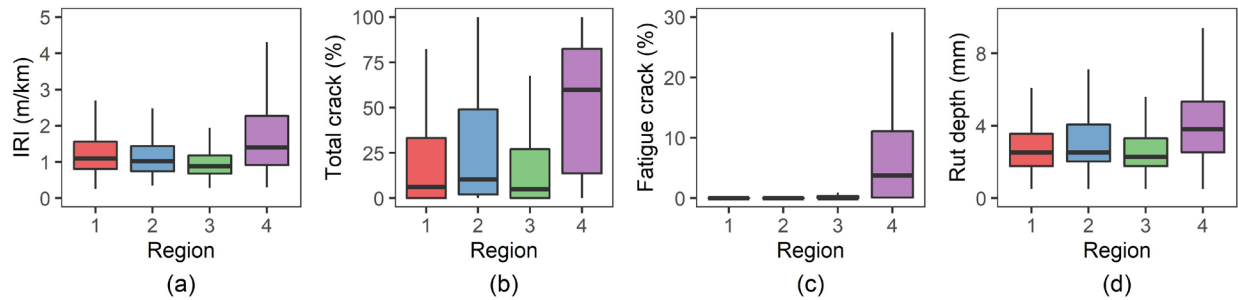 IRI (m/km)
5
4
3
2
1
0
1 2 3 4
Region
(a)
Total crack (%)
100
75
50
25
0
1 2 3 4
Region
(b)
Fatigue crack (%)
30
20
10
0
1 2 3 4
Region
(c)
Rut depth (mm)
8
4
0
1 2 3 4
Region
(d)